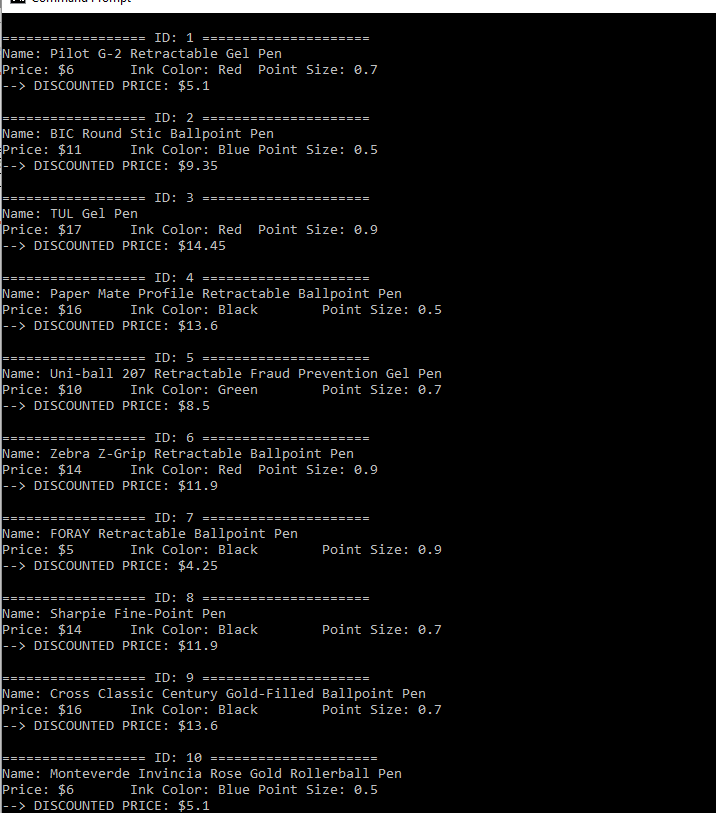 Command Prompt
================== ID: 1 =====================
Name: Pilot G-2 Retractable Gel Pen
Price: $6 Ink Color: Red Point Size: 0.7
--> DISCOUNTED PRICE: $5.1
================== ID: 2 =====================
Name: BIC Round Stic Ballpoint Pen
Price: $11 Ink Color: Blue Point Size: 0.5
--> DISCOUNTED PRICE: $9.35
================== ID: 3 =====================
Name: TUL Gel Pen
Price: $17 Ink Color: Red Point Size: 0.9
--> DISCOUNTED PRICE: $14.45
================== ID: 4 =====================
Name: Paper Mate Profile Retractable Ballpoint Pen
Price: $16 Ink Color: Black Point Size: 0.5
--> DISCOUNTED PRICE: $13.6
================== ID: 5 =====================
Name: Uni-ball 207 Retractable Fraud Prevention Gel Pen
Price: $10 Ink Color: Green Point Size: 0.7
--> DISCOUNTED PRICE: $8.5
================== ID: 6 =====================
Name: Zebra Z-Grip Retractable Ballpoint Pen
Price: $14 Ink Color: Red Point Size: 0.9
--> DISCOUNTED PRICE: $11.9
================== ID: 7 =====================
Name: FORAY Retractable Ballpoint Pen
Price: $5 Ink Color: Black Point Size: 0.9
--> DISCOUNTED PRICE: $4.25
================== ID: 8 =====================
Name: Sharpie Fine-Point Pen
Price: $14 Ink Color: Black Point Size: 0.7
--> DISCOUNTED PRICE: $11.9
================== ID: 9 =====================
Name: Cross Classic Century Gold-Filled Ballpoint Pen
Price: $16 Ink Color: Black Point Size: 0.7
--> DISCOUNTED PRICE: $13.6
================== ID: 10 =====================
Name: Monteverde Invincia Rose Gold Rollerball Pen
Price: $6 Ink Color: Blue Point Size: 0.5
--> DISCOUNTED PRICE: $5.1